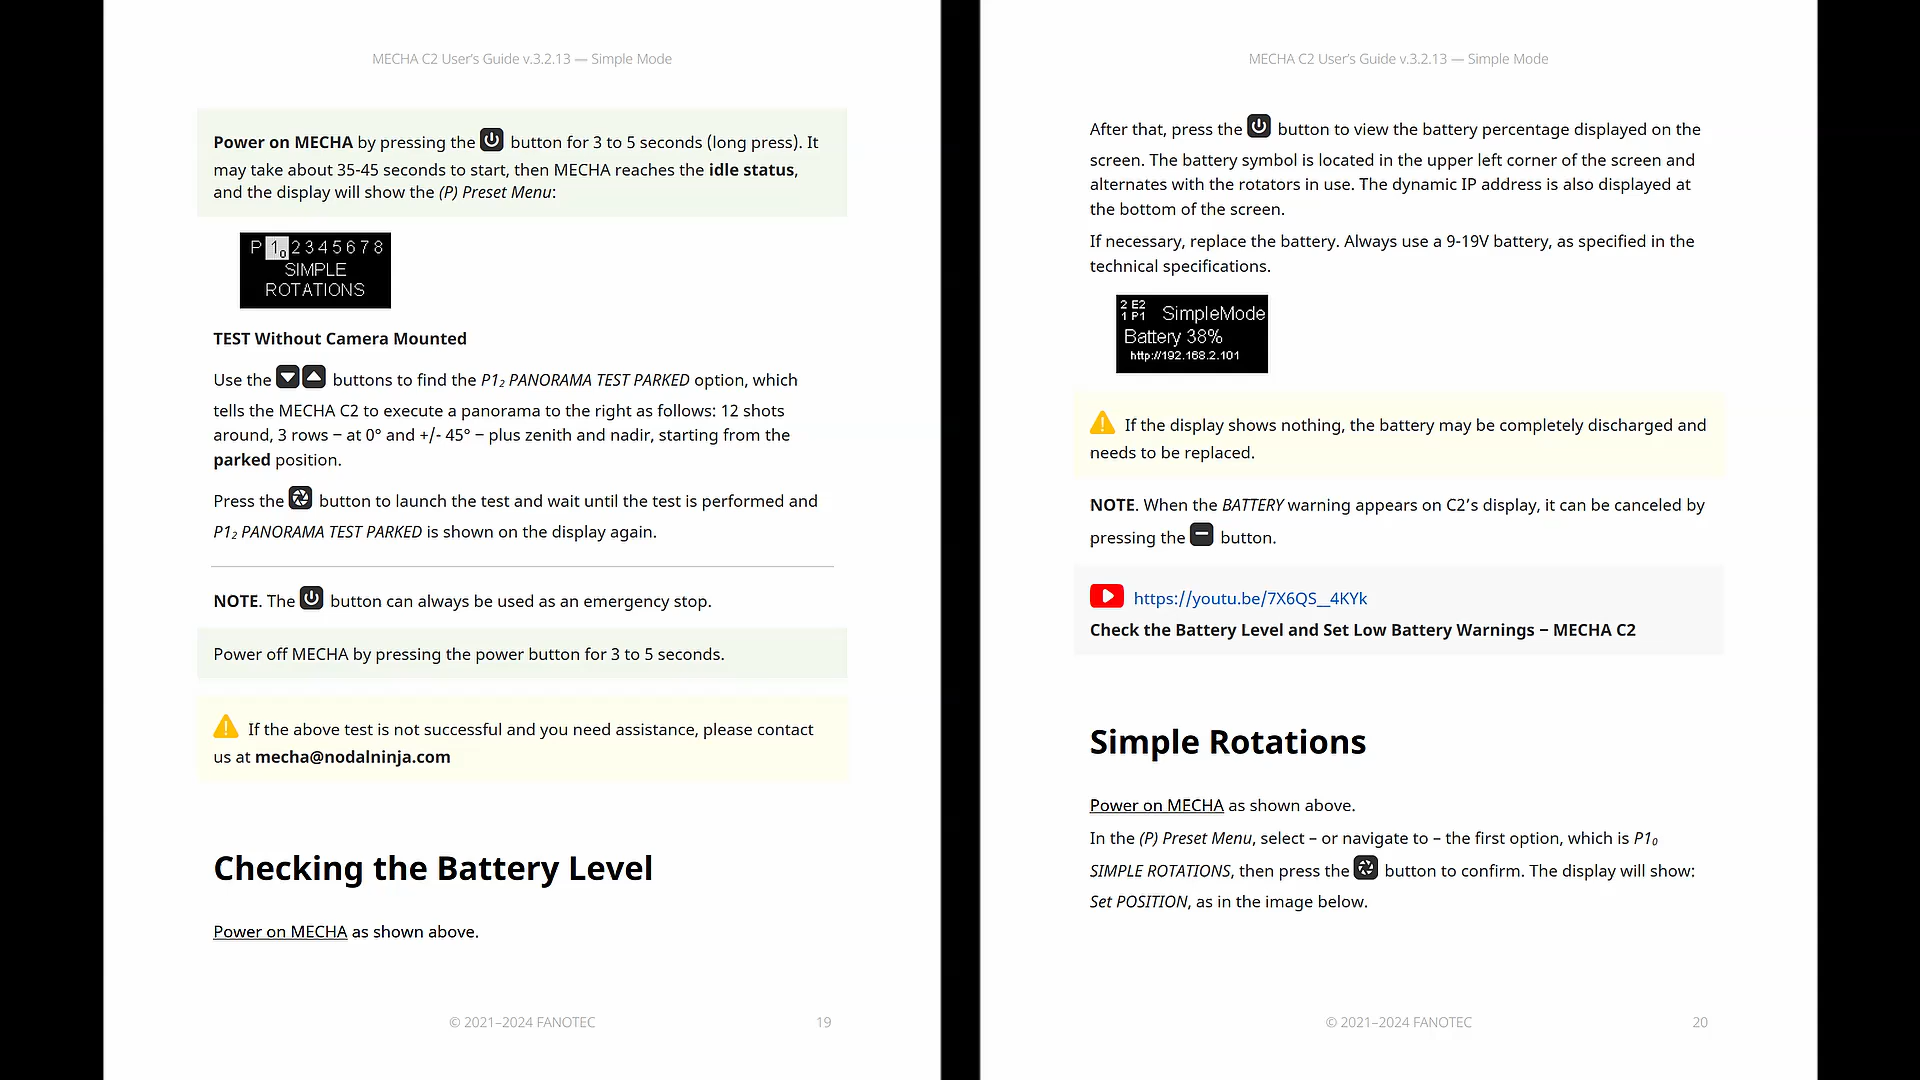 MECHA C2 User's Guide v.3.2.13 — Simple Mode
Power on MECHA by pressing the button for 3 to 5 seconds (long press). It
may take about 35-45 seconds to start, then MECHA reaches the idle status,
and the display will show the (P) Preset Menu:
P 1₀ 2 3 4 5 6 7 8
SIMPLE
ROTATIONS
TEST Without Camera Mounted
Use the buttons to find the P1₂ PANORAMA TEST PARKED option, which
tells the MECHA C2 to execute a panorama to the right as follows: 12 shots
around, 3 rows – at 0° and +/- 45° – plus zenith and nadir, starting from the
parked position.
Press the button to launch the test and wait until the test is performed and
P1₂ PANORAMA TEST PARKED is shown on the display again.
NOTE. The button can always be used as an emergency stop.
Power off MECHA by pressing the power button for 3 to 5 seconds.
If the above test is not successful and you need assistance, please contact
us at mecha@nodalninja.com
Checking the Battery Level
Power on MECHA as shown above.
© 2021–2024 FANOTEC 19
MECHA C2 User's Guide v.3.2.13 — Simple Mode
After that, press the button to view the battery percentage displayed on the
screen. The battery symbol is located in the upper left corner of the screen and
alternates with the rotators in use. The dynamic IP address is also displayed at
the bottom of the screen.
If necessary, replace the battery. Always use a 9-19V battery, as specified in the
technical specifications.
2 E2
1 P1 SimpleMode
Battery 38%
http://192.168.2.101
If the display shows nothing, the battery may be completely discharged and
needs to be replaced.
NOTE. When the BATTERY warning appears on C2's display, it can be canceled by
pressing the button.
https://youtu.be/7X6QS__4KYk
Check the Battery Level and Set Low Battery Warnings – MECHA C2
Simple Rotations
Power on MECHA as shown above.
In the (P) Preset Menu, select – or navigate to – the first option, which is P1₀
SIMPLE ROTATIONS, then press the button to confirm. The display will show:
Set POSITION, as in the image below.
© 2021–2024 FANOTEC 20